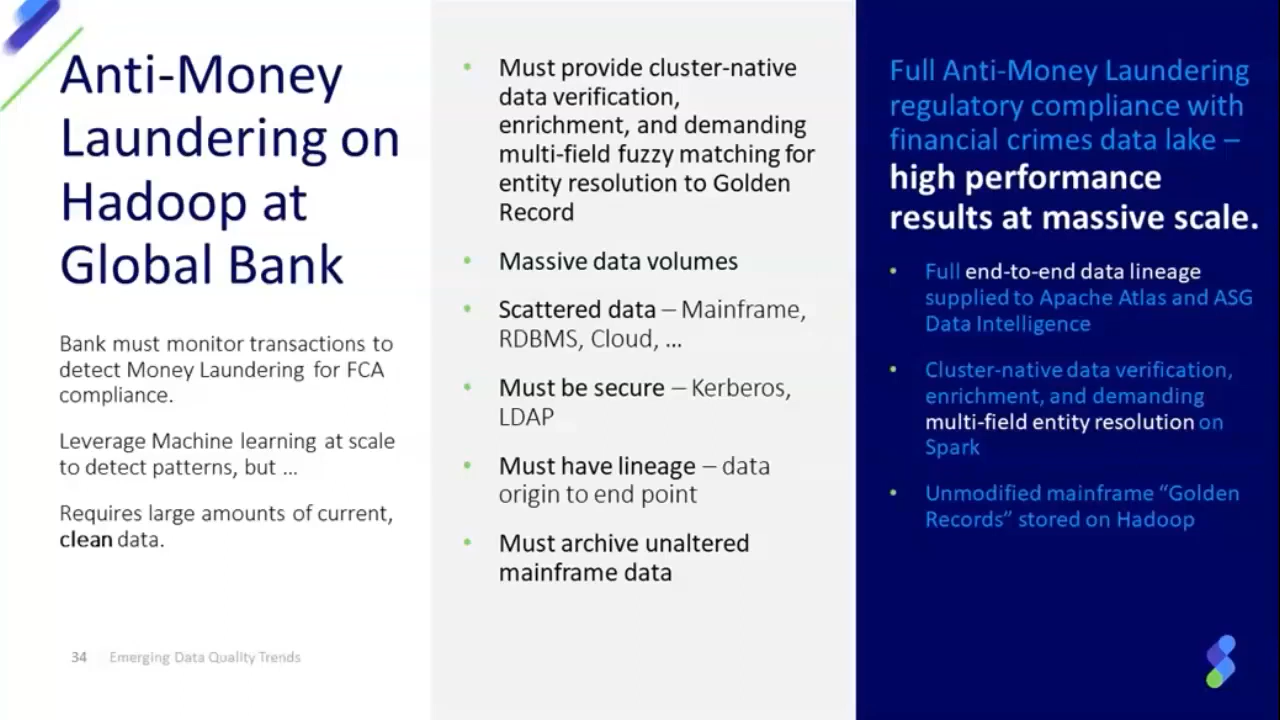 Anti-Money
Laundering on
Hadoop at
Global Bank
Bank must monitor transactions to
detect Money Laundering for FCA
compliance.
Leverage Machine learning at scale
to detect patterns, but ...
Requires large amounts of current,
clean data.
34 Emerging Data Quality Trends
• Must provide cluster-native
data verification,
enrichment, and demanding
multi-field fuzzy matching for
entity resolution to Golden
Record
• Massive data volumes
• Scattered data – Mainframe,
RDBMS, Cloud, ...
• Must be secure – Kerberos,
LDAP
• Must have lineage – data
origin to end point
• Must archive unaltered
mainframe data
Full Anti-Money Laundering
regulatory compliance with
financial crimes data lake –
high performance
results at massive scale.
• Full end-to-end data lineage
supplied to Apache Atlas and ASG
Data Intelligence
• Cluster-native data verification,
enrichment, and demanding
multi-field entity resolution on
Spark
• Unmodified mainframe “Golden
Records” stored on Hadoop